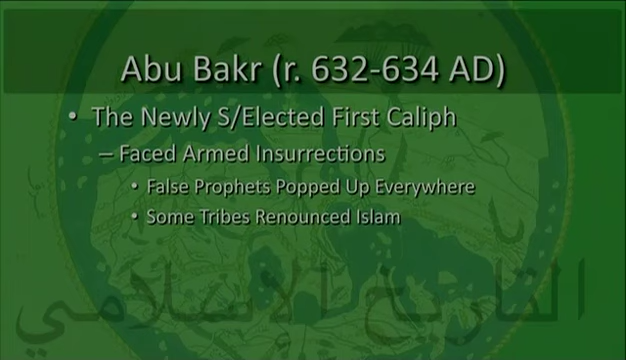 Abu Bakr (r. 632-634 AD)
• The Newly S/Elected First Caliph
– Faced Armed Insurrections
• False Prophets Popped Up Everywhere
• Some Tribes Renounced Islam
التاريخ الإسلامي